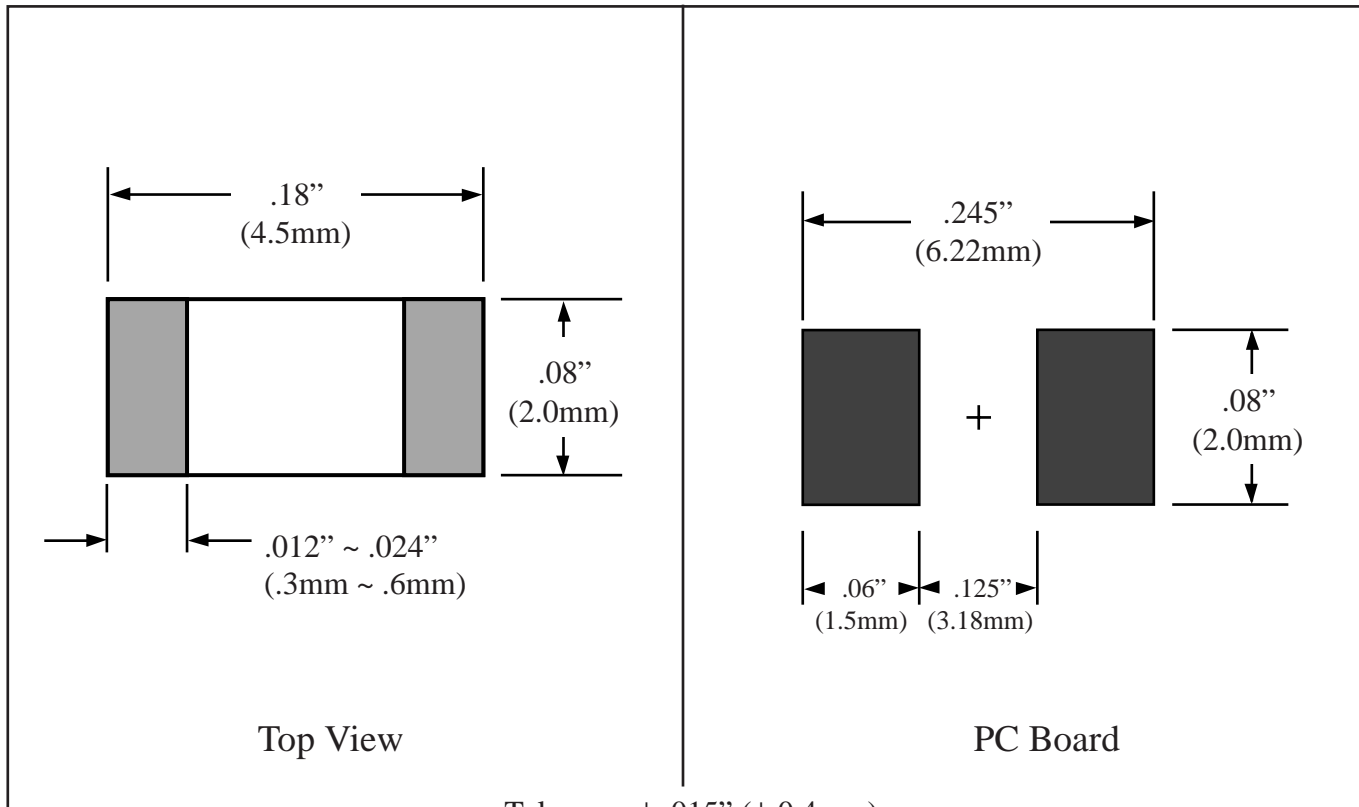 .18”
(4.5mm)
.08”
(2.0mm)
.012” ~ .024”
(.3mm ~ .6mm)
Top View
.245”
(6.22mm)
+
.08”
(2.0mm)
.06”
(1.5mm)
.125”
(3.18mm)
PC Board